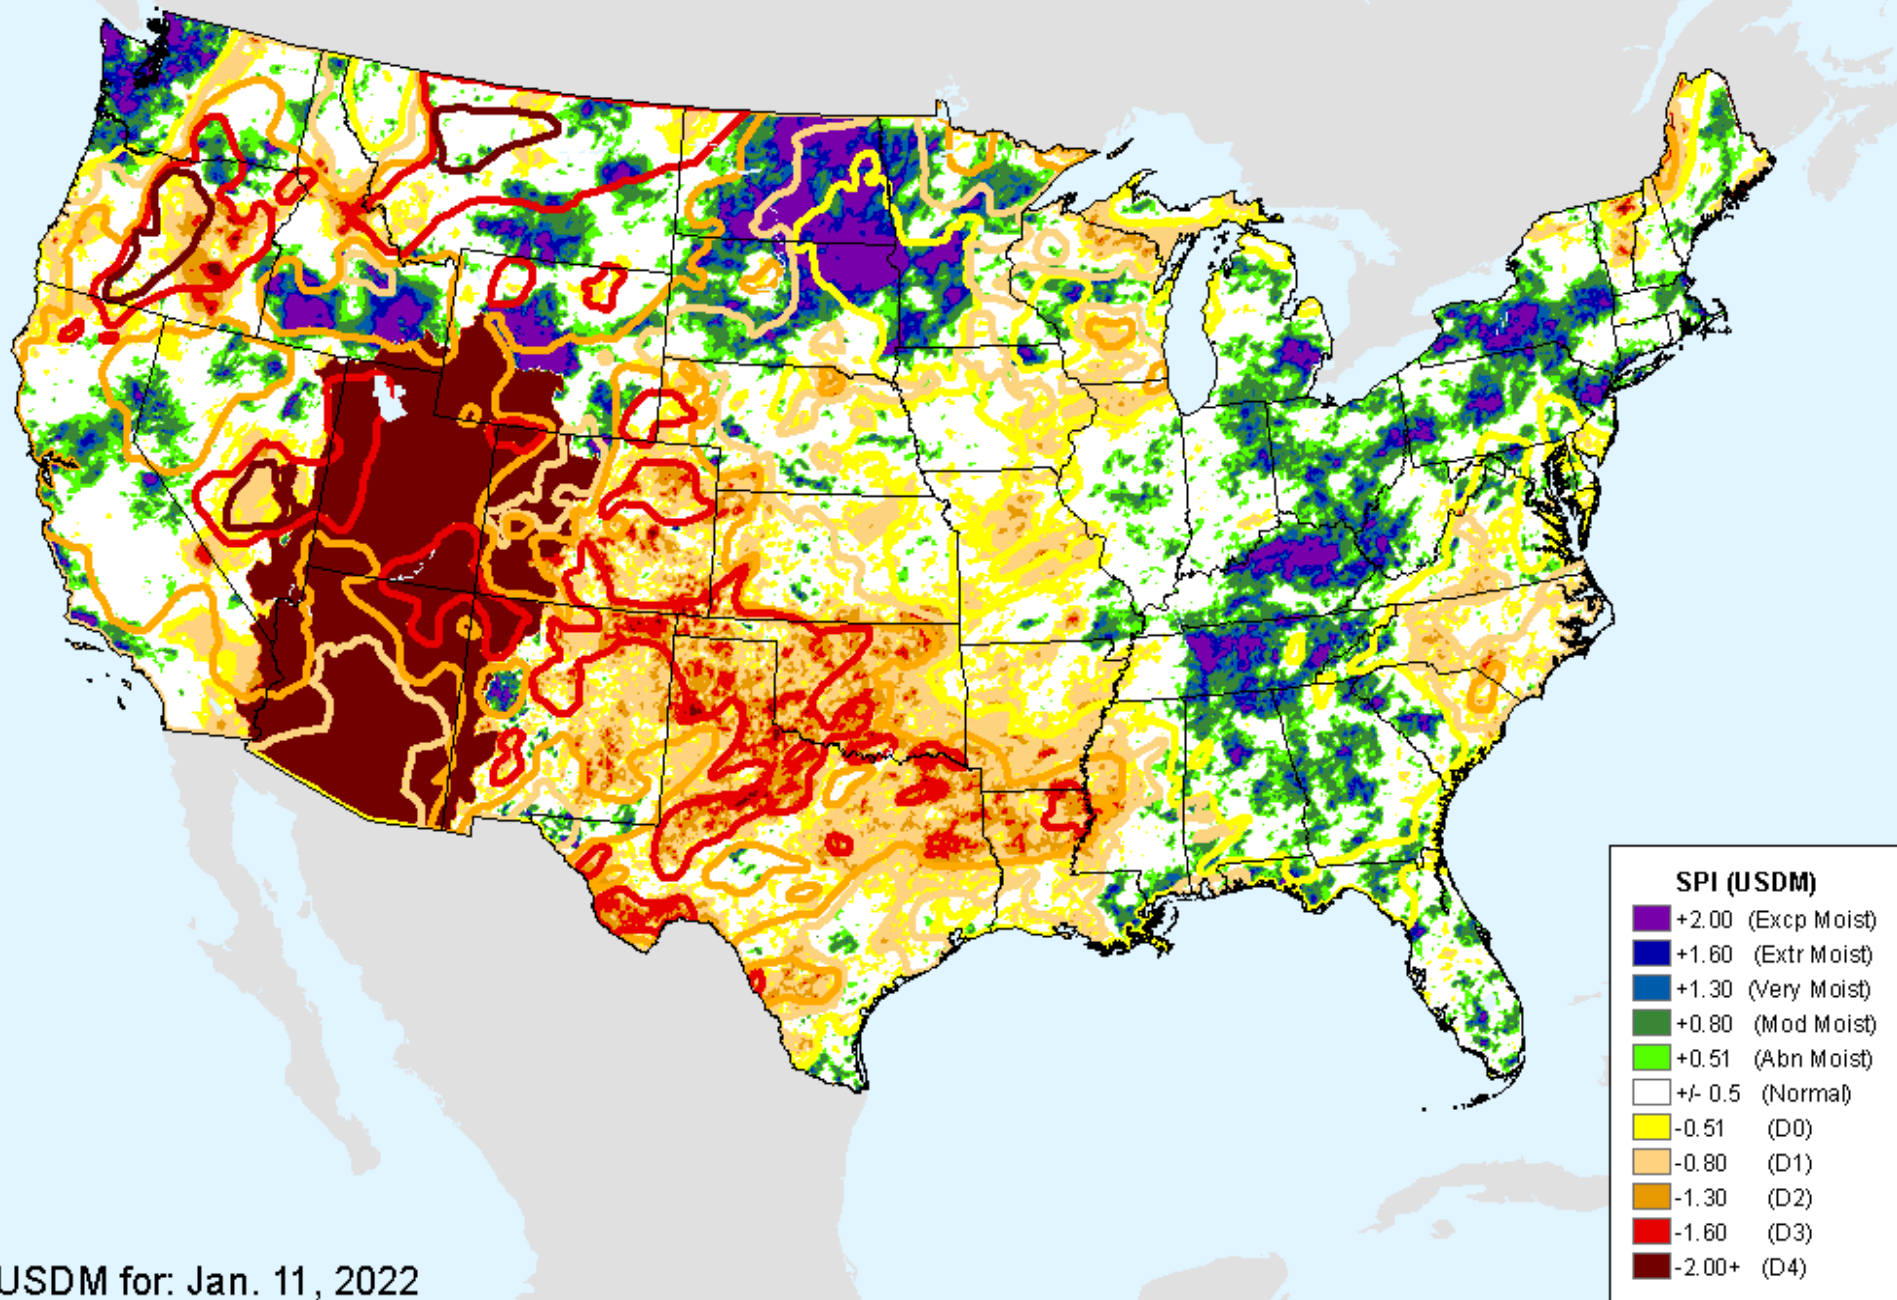 SPI (USDM)
+2.00 (Excp Moist)
+1.60 (Extr Moist)
+1.30 (Very Moist)
+0.80 (Mod Moist)
+0.51 (Abn Moist)
+/- 0.5 (Normal)
-0.51 (D0)
-0.80 (D1)
-1.30 (D2)
-1.60 (D3)
-2.00+ (D4)
USDM for: Jan. 11, 2022